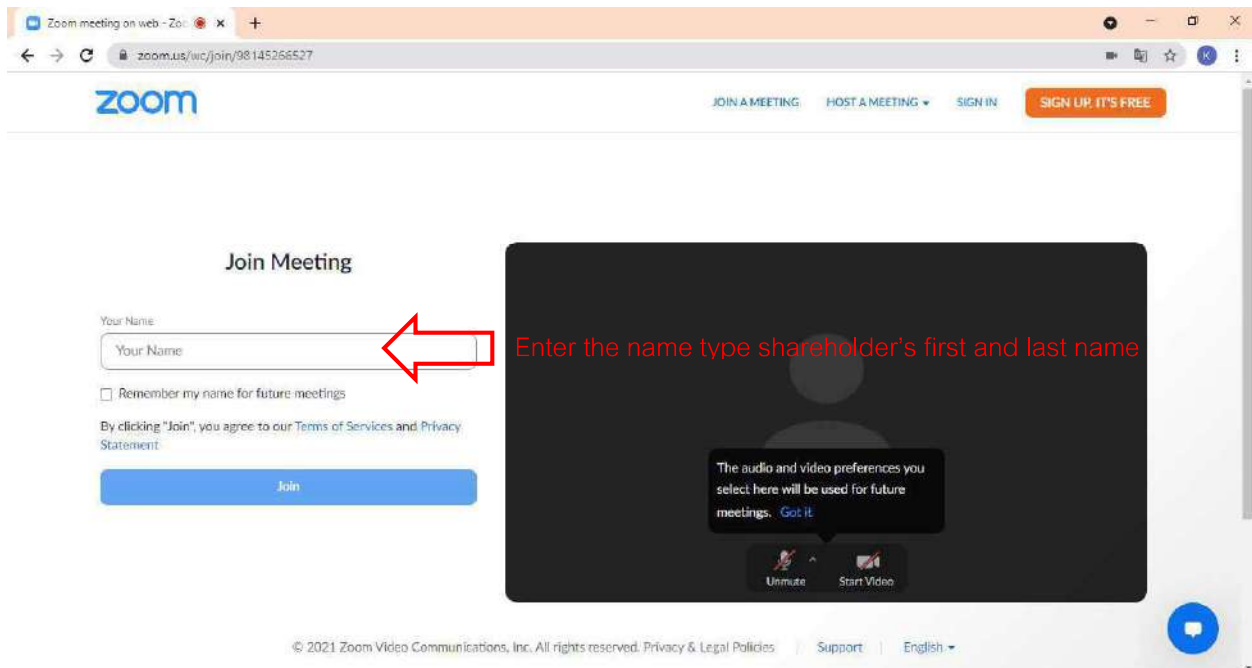 Zoom meeting on web - Zoo
zoom.us/wc/join/98145266527
K
zoom
JOIN A MEETING
HOST A MEETING
SIGN IN
SIGN UP, IT'S FREE
Join Meeting
Your Name
Your Name
Enter the name type shareholder's first and last name
Remember my name for future meetings
By clicking "Join", you agree to our Terms of Services and Privacy
Statement
Join
The audio and video preferences you
select here will be used for future
meetings. Got it
Unmute
Start Video
© 2021 Zoom Video Communications, Inc. All rights reserved. Privacy & Legal Policies
Support
English